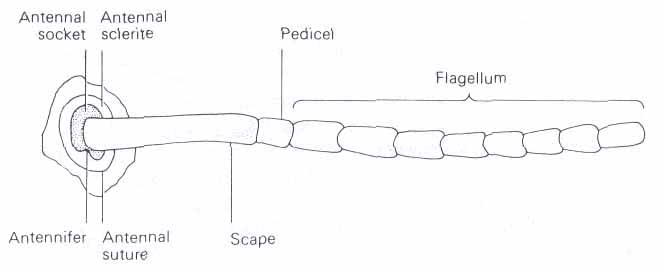 Antennal
socket
Antennal
sclerite
Pedicel
Flagellum
Antennifer
Antennal
suture
Scape